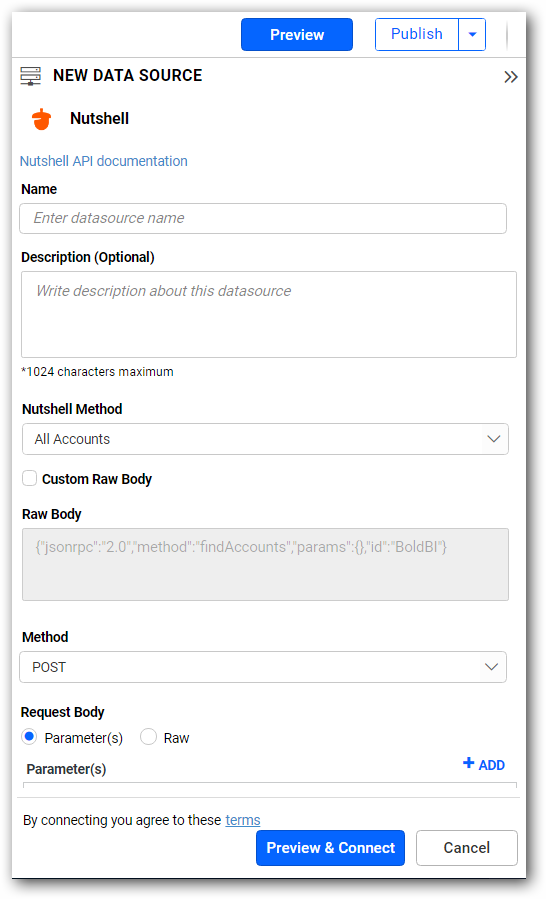 Preview
Publish
NEW DATA SOURCE
Nutshell
Nutshell API documentation
Name
Enter datasource name
Description (Optional)
Write description about this datasource
*1024 characters maximum
Nutshell Method
All Accounts
Custom Raw Body
Raw Body
{"jsonrpc":"2.0","method":"findAccounts","params":{},"id":"BoldBI"}
Method
POST
Request Body
Parameter(s) Raw
Parameter(s) + ADD
By connecting you agree to these terms
Preview & Connect Cancel